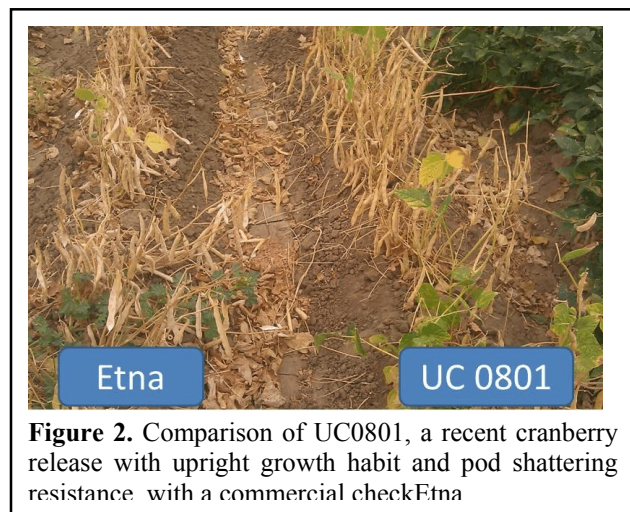 Etna
UC 0801
Figure 2. Comparison of UC0801, a recent cranberry
release with upright growth habit and pod shattering
resistance with a commercial checkEtna